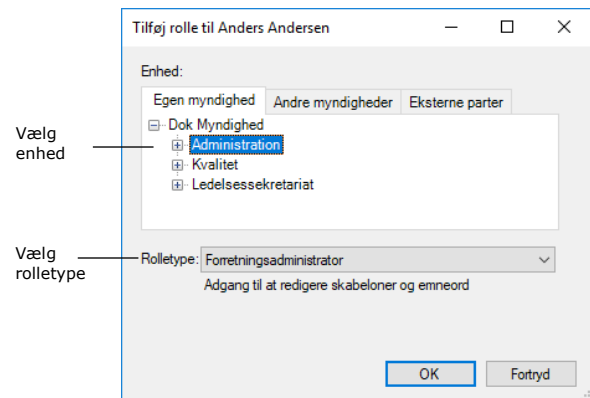 Tilføj rolle til Anders Andersen
Enhed:
Egen myndighed Andre myndigheder Eksterne parter
Dok Myndighed
Administration
Kvalitet
Ledelsessekretariat
Vælg
enhed
Vælg
rolletype
Rolletype: Forretningsadministrator
Adgang til at redigere skabeloner og emneord
OK Fortryd